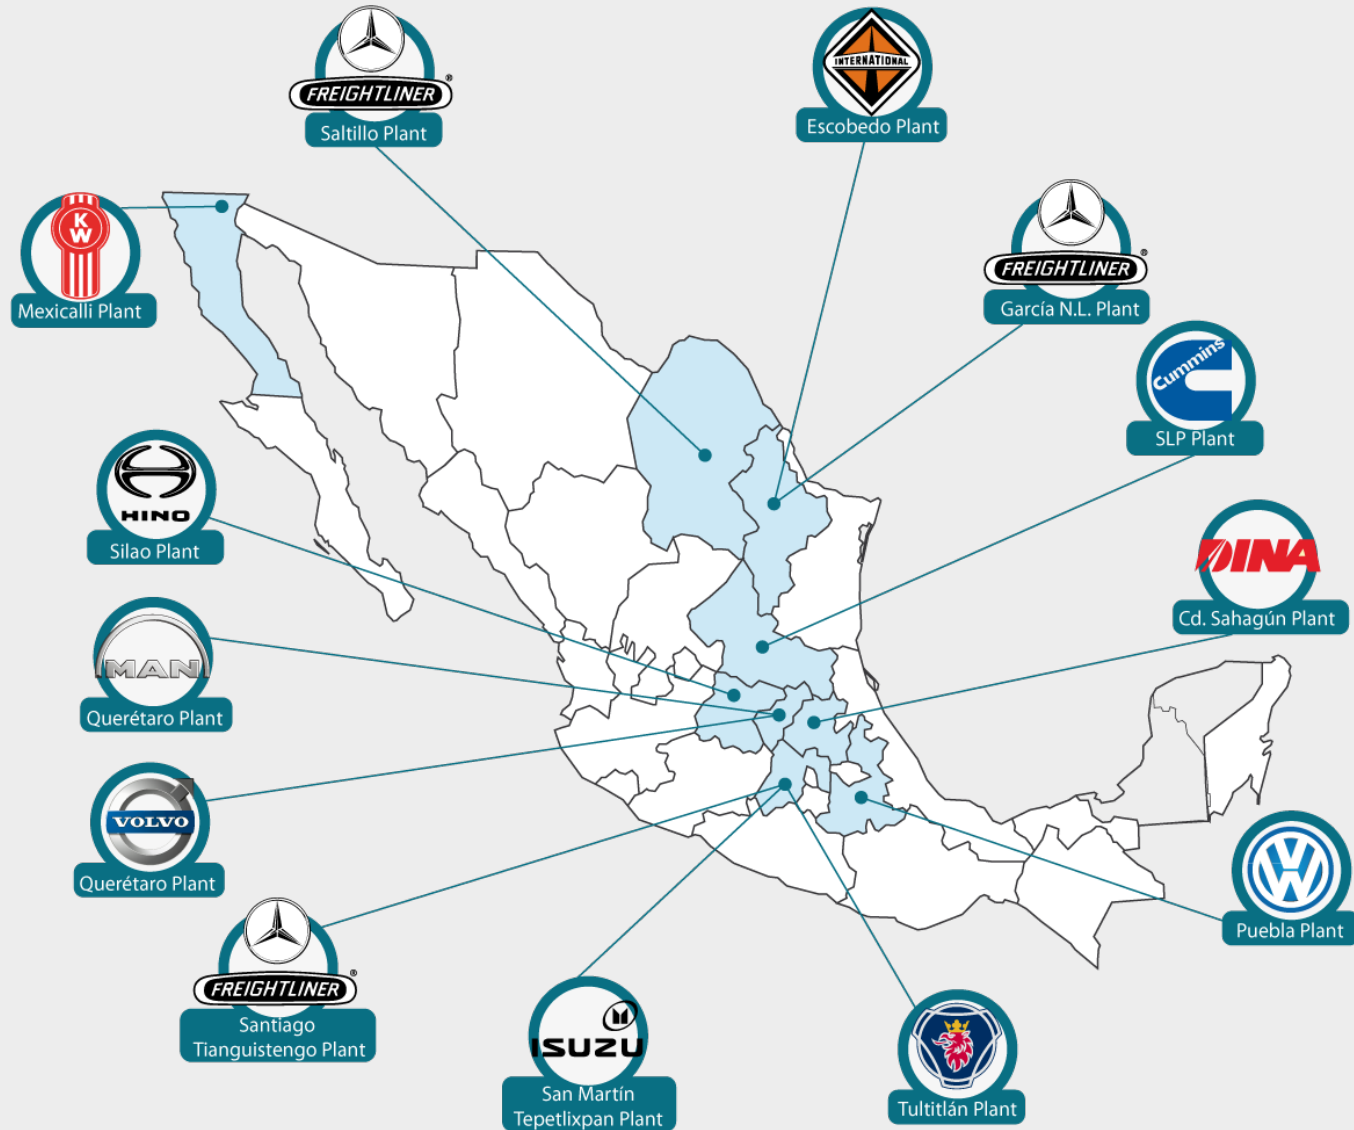 FREIGHTLINER
®
Saltillo Plant
INTERNATIONAL
Escobedo Plant
FREIGHTLINER
®
García N.L. Plant
KW
Mexicalli Plant
Cummins
SLP Plant
HINO
Silao Plant
DINA
Cd. Sahagún Plant
MAN
Querétaro Plant
VOLVO
Querétaro Plant
VW
Puebla Plant
FREIGHTLINER
®
Santiago
Tianguistengo Plant
ISUZU
San Martín
Tepetlixpan Plant
Tultitlán Plant